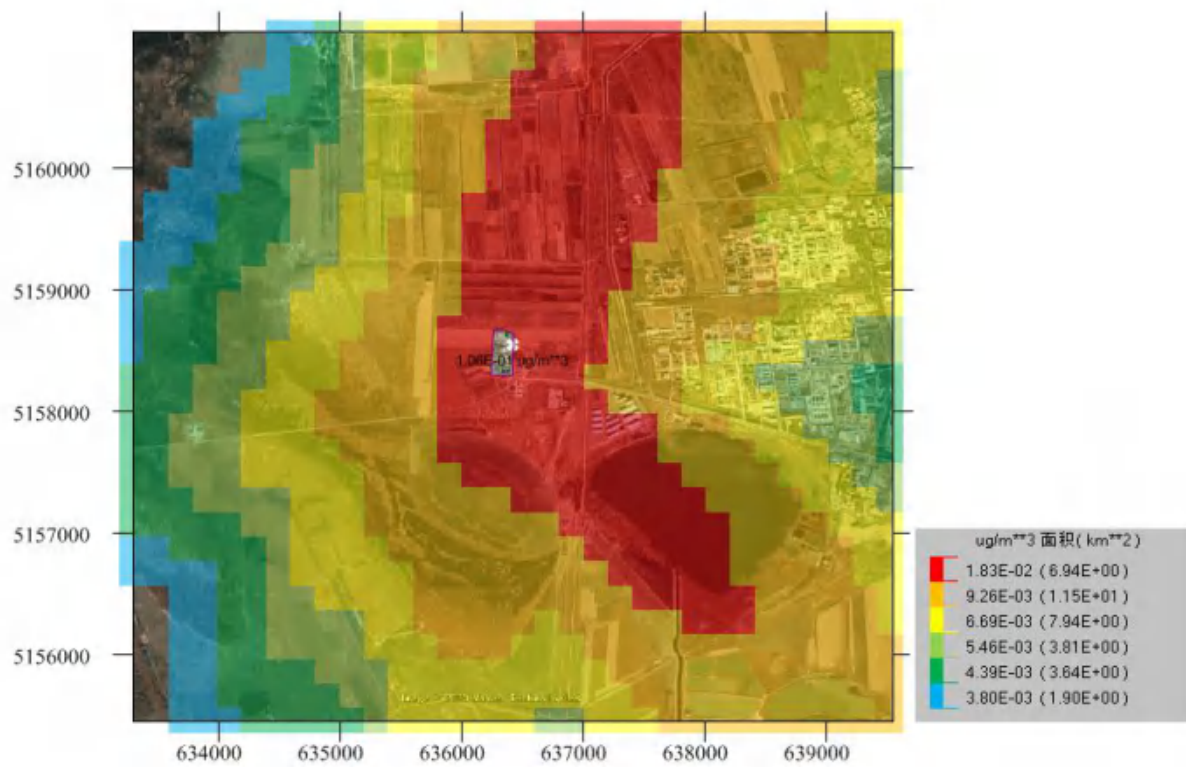 5160000
5159000
5158000
5157000
5156000
634000
635000
636000
637000
638000
639000
1.06E-01 ug/m**3
ug/m**3 面积( km**2)
1.83E-02 (6.94E+00)
9.26E-03 (1.15E+01)
6.69E-03 (7.94E+00)
5.46E-03 (3.81E+00)
4.39E-03 (3.64E+00)
3.80E-03 (1.90E+00)